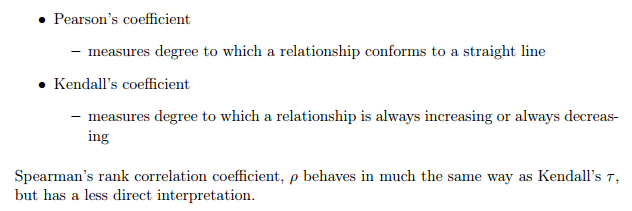 • Pearson's coefficient
– measures degree to which a relationship conforms to a straight line
• Kendall's coefficient
– measures degree to which a relationship is always increasing or always decreas-
ing
Spearman's rank correlation coefficient, ρ behaves in much the same way as Kendall's τ,
but has a less direct interpretation.